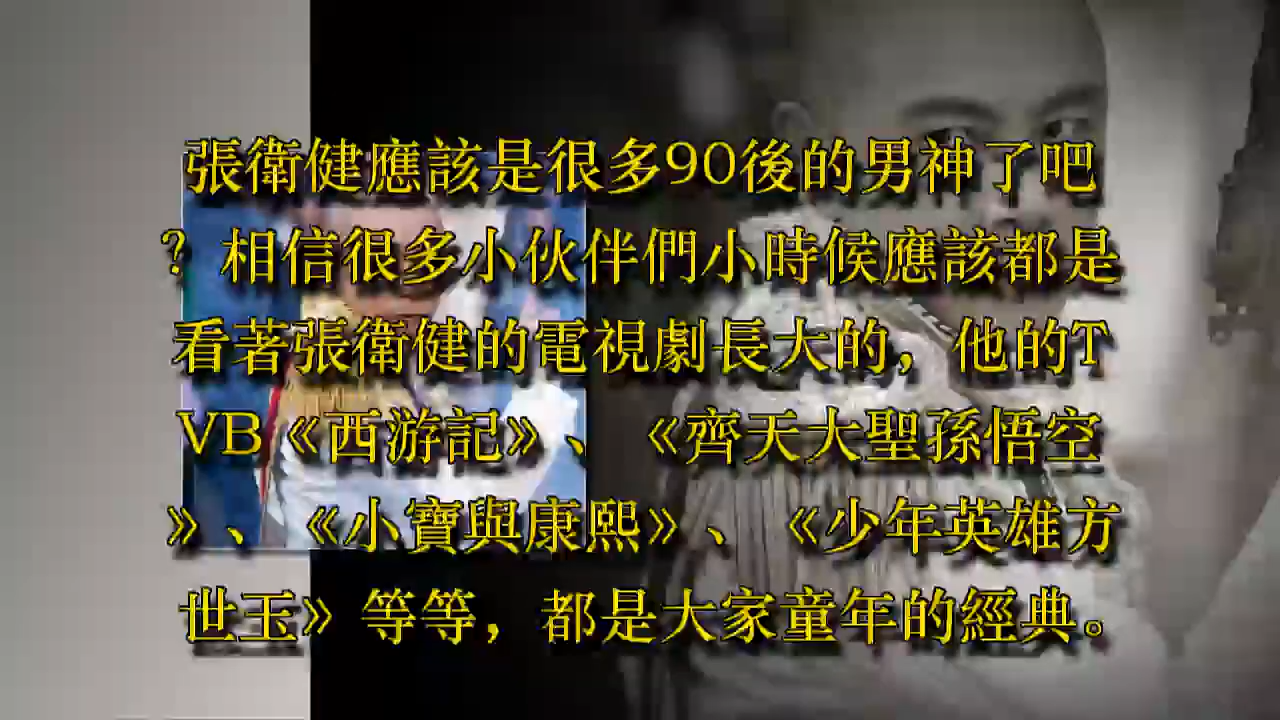 張衛健應該是很多90後的男神了吧
？相信很多小伙伴們小時候應該都是
看著張衛健的電視劇長大的，他的T
VB《西游記》、《齊天大聖孫悟空
》、《小寶與康熙》、《少年英雄方
世玉》等等，都是大家童年的經典。